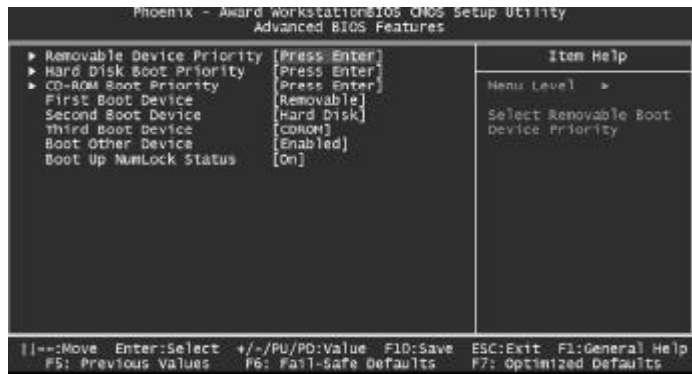 Phoenix - Award WorkstationBIOS CMOS Setup Utility
Advanced BIOS Features
▶ Removable Device Priority [Press Enter]
▶ Hard Disk Boot Priority [Press Enter]
▶ CD-ROM Boot Priority [Press Enter]
First Boot Device [Removable]
Second Boot Device [Hard Disk]
Third Boot Device [CDROM]
Boot Other Device [Enabled]
Boot Up NumLock Status [On]
Item Help
Menu Level ▶
Select Removable Boot
Device Priority
||--:Move Enter:Select +/-/PU/PD:Value F10:Save ESC:Exit F1:General Help
F5: Previous Values F6: Fail-Safe Defaults F7: Optimized Defaults